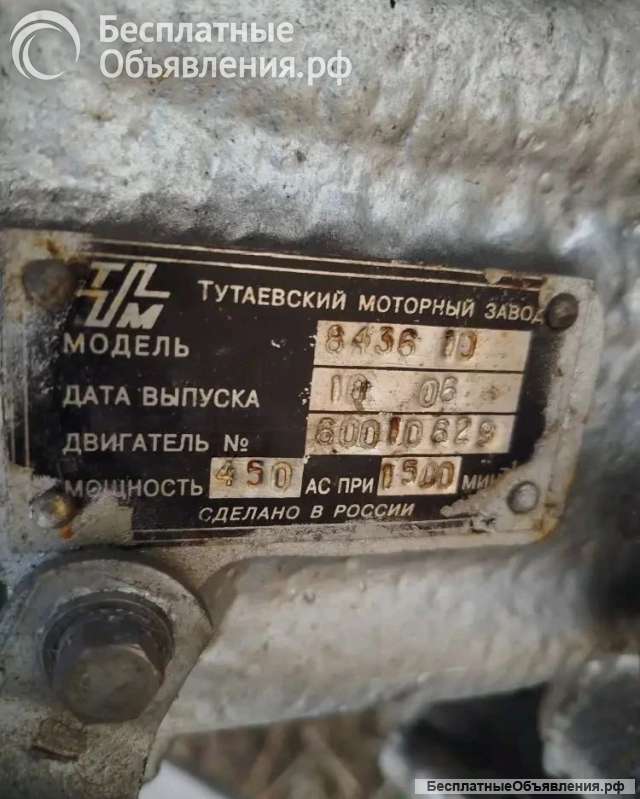 Бесплатные
Объявления.рф
ТМ
ТУТАЕВСКИЙ МОТОРНЫЙ ЗАВОД
МОДЕЛЬ 8436 10
ДАТА ВЫПУСКА 10 06
ДВИГАТЕЛЬ № 60010629
МОЩНОСТЬ 450 ЛС ПРИ 1500 МИН
СДЕЛАНО В РОССИИ
БесплатныеОбъявления.рф